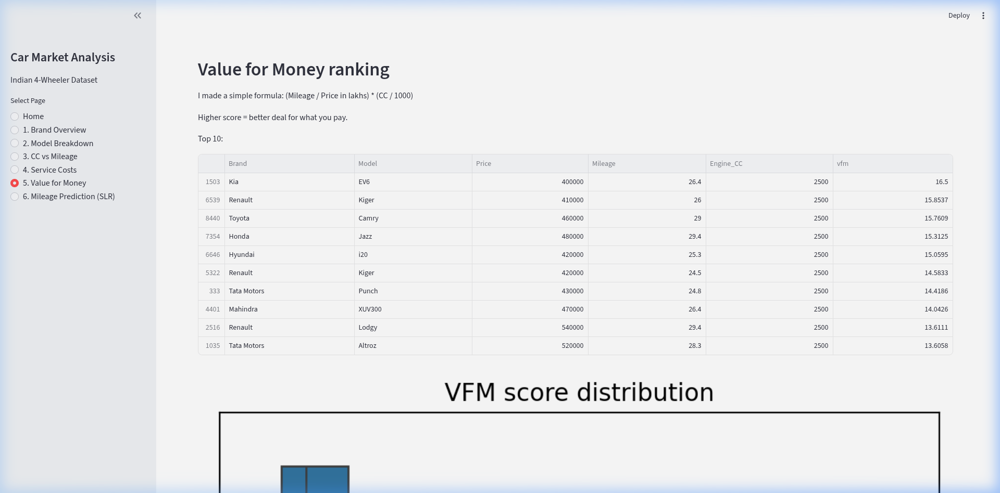 Deploy
Car Market Analysis
Indian 4-Wheeler Dataset
Select Page
Home
1. Brand Overview
2. Model Breakdown
3. CC vs Mileage
4. Service Costs
5. Value for Money
6. Mileage Prediction (SLR)
Value for Money ranking
I made a simple formula: (Mileage / Price in lakhs) * (CC / 1000)
Higher score = better deal for what you pay.
Top 10:
Brand Model Price Mileage Engine_CC vfm
1503 Kia EV6 400000 26.4 2500 16.5
6539 Renault Kiger 410000 26 2500 15.8537
8440 Toyota Camry 460000 29 2500 15.7609
7354 Honda Jazz 480000 29.4 2500 15.3125
6646 Hyundai i20 420000 25.3 2500 15.0595
5322 Renault Kiger 420000 24.5 2500 14.5833
333 Tata Motors Punch 430000 24.8 2500 14.4186
4401 Mahindra XUV300 470000 26.4 2500 14.0426
2516 Renault Lodgy 540000 29.4 2500 13.6111
1035 Tata Motors Altroz 520000 28.3 2500 13.6058
VFM score distribution